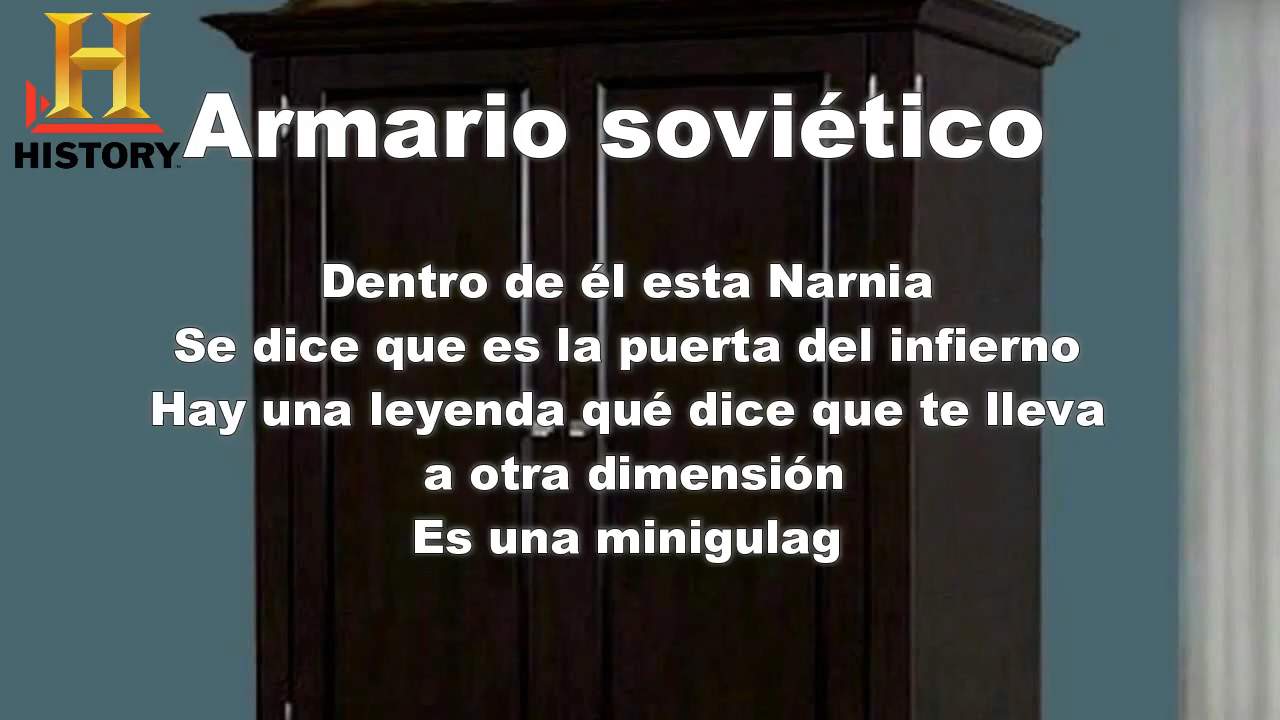 HISTORY
Armario soviético
Dentro de él esta Narnia
Se dice que es la puerta del infierno
Hay una leyenda qué dice que te lleva
a otra dimensión
Es una minigulag